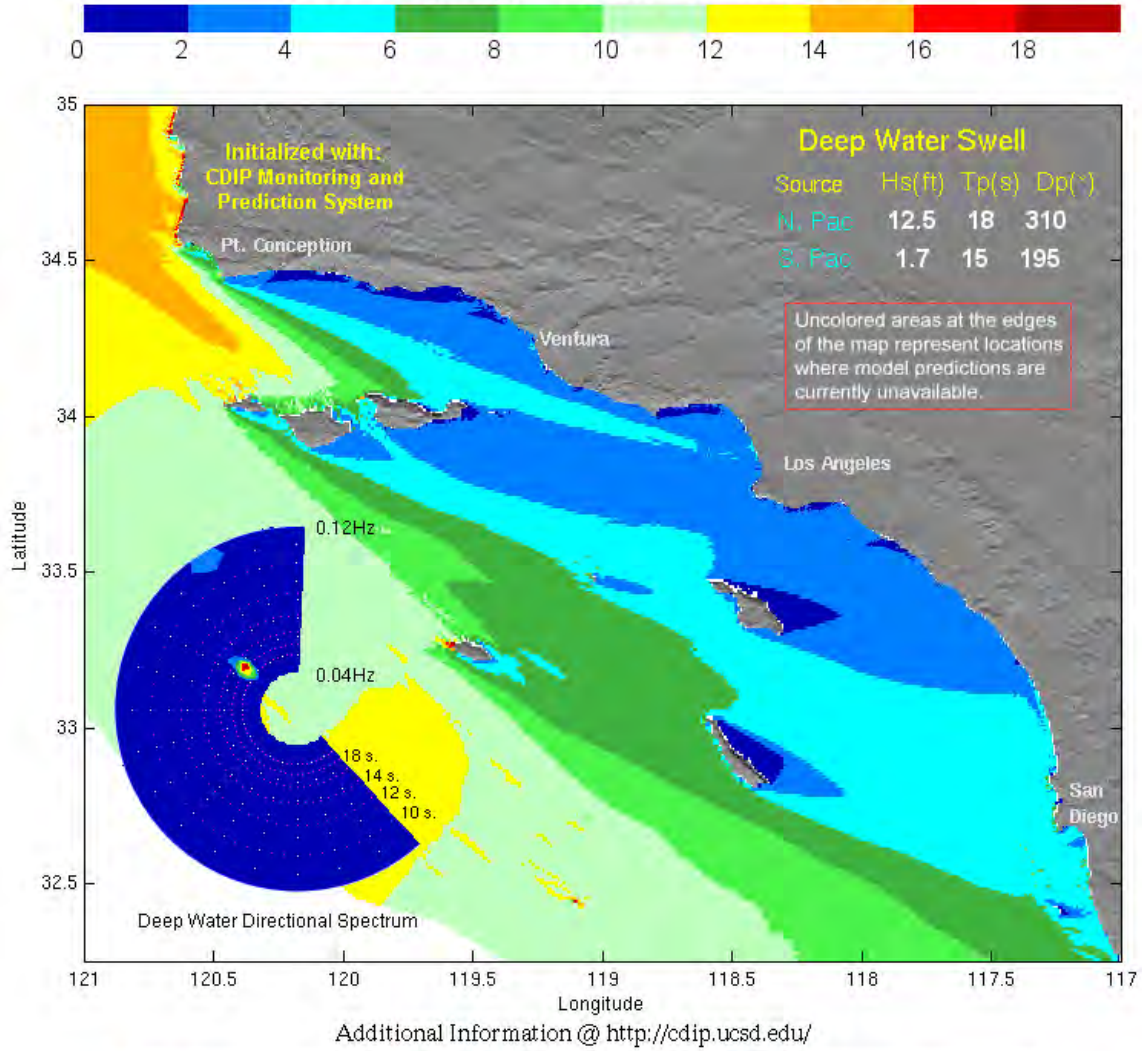 0 2 4 6 8 10 12 14 16 18
35
34.5
34
33.5
33
32.5
Latitude
Initialized with:
CDIP Monitoring and
Prediction System
Pt. Conception
Deep Water Swell
Source Hs(ft) Tp(s) Dp(°)
N. Pac 12.5 18 310
S. Pac 1.7 15 195
Uncolored areas at the edges
of the map represent locations
where model predictions are
currently unavailable.
Ventura
Los Angeles
San
Diego
0.12Hz
0.04Hz
18 s.
14 s.
12 s.
10 s.
Deep Water Directional Spectrum
121 120.5 120 119.5 119 118.5 118 117.5 117
Longitude
Additional Information @ http://cdip.ucsd.edu/